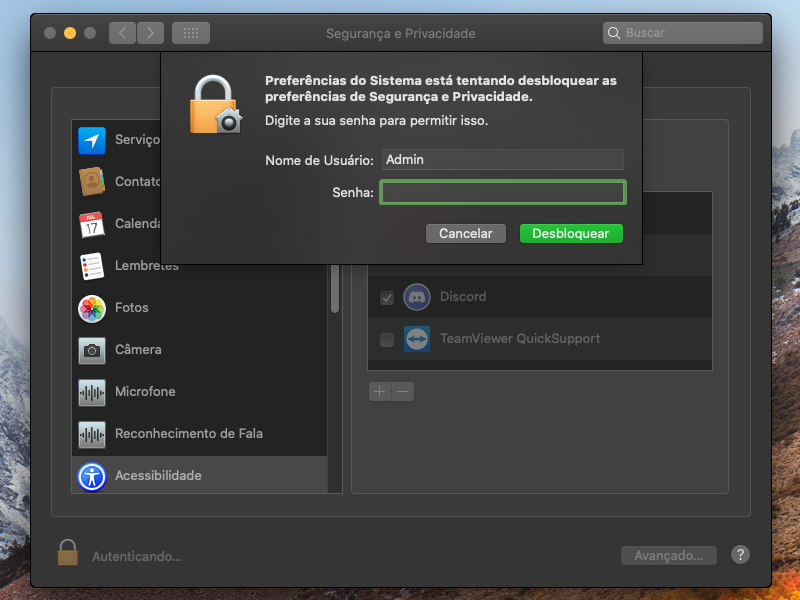 Segurança e Privacidade
Buscar
Preferências do Sistema está tentando desbloquear as
preferências de Segurança e Privacidade.
Digite a sua senha para permitir isso.
Nome de Usuário: Admin
Senha:
Cancelar
Desbloquear
Serviço
Contato
JUL
17
Calenda
Lembretes
Fotos
Câmera
Microfone
Reconhecimento de Fala
Acessibilidade
Discord
TeamViewer QuickSupport
+ −
Autenticando...
Avançado...
?